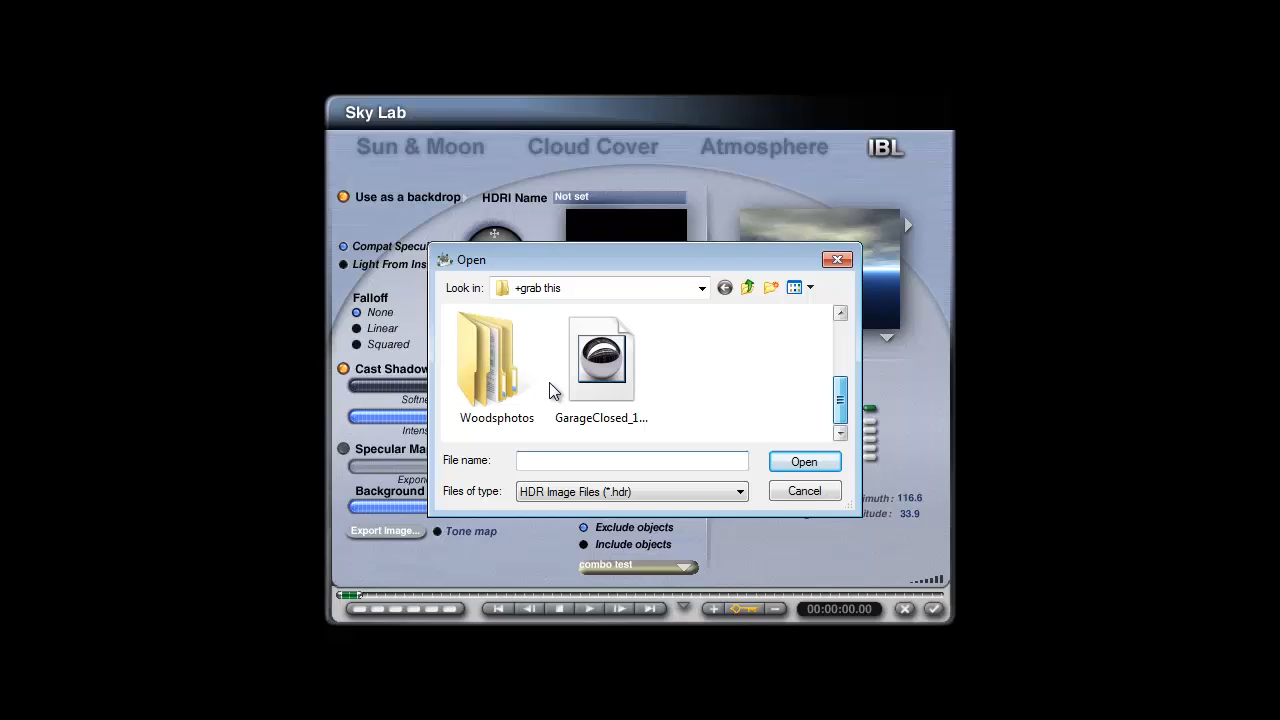 Sky Lab
Sun & Moon Cloud Cover Atmosphere IBL
Use as a backdrop HDRI Name Not set
Compat Specu
Light From Ins
Falloff
None
Linear
Squared
Cast Shadow
Softne
Intens
Specular Ma
Expone
Background
Export Image... Tone map
Open
Look in: +grab this
Woodsphotos GarageClosed_1...
File name: Open
Files of type: HDR Image Files (*.hdr) Cancel
imuth: 116.6
itude: 33.9
Exclude objects
Include objects
combo test
00:00:00.00